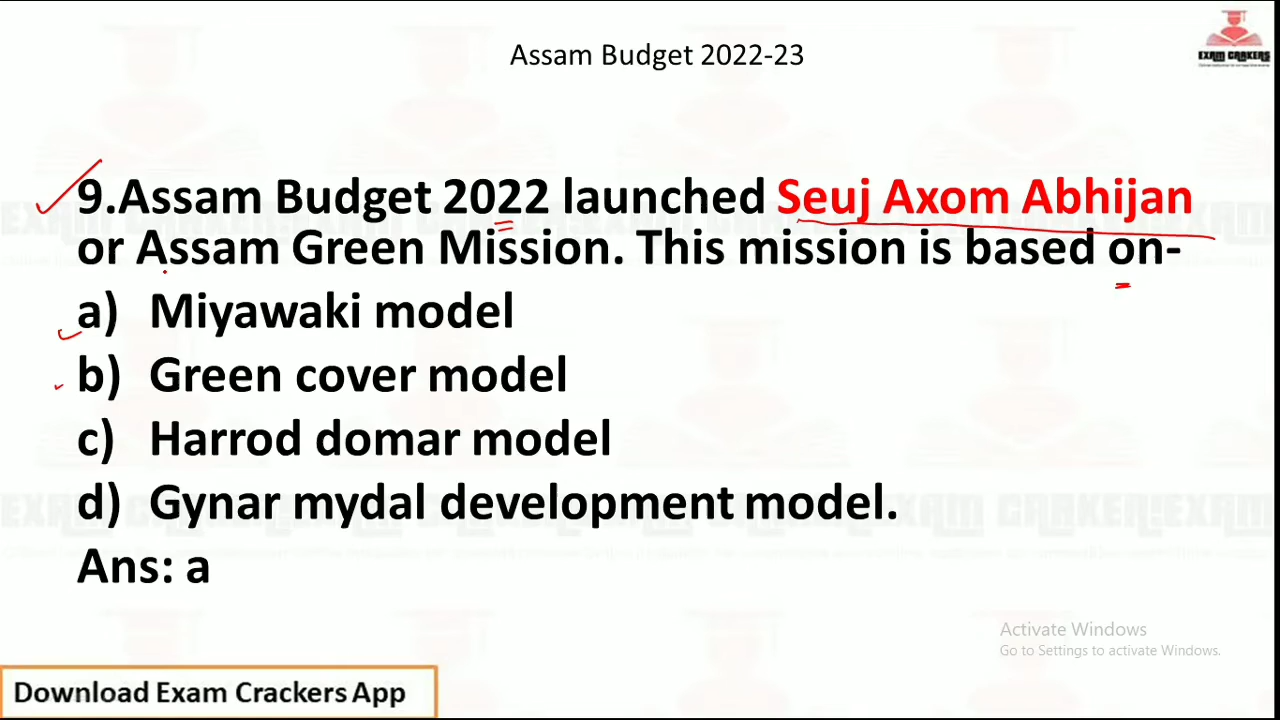 Assam Budget 2022-23
EXAM CARKERS
9.Assam Budget 2022 launched Seuj Axom Abhijan
or Assam Green Mission. This mission is based on-
a) Miyawaki model
b) Green cover model
c) Harrod domar model
d) Gynar mydal development model.
Ans: a
Activate Windows
Go to Settings to activate Windows.
Download Exam Crackers App